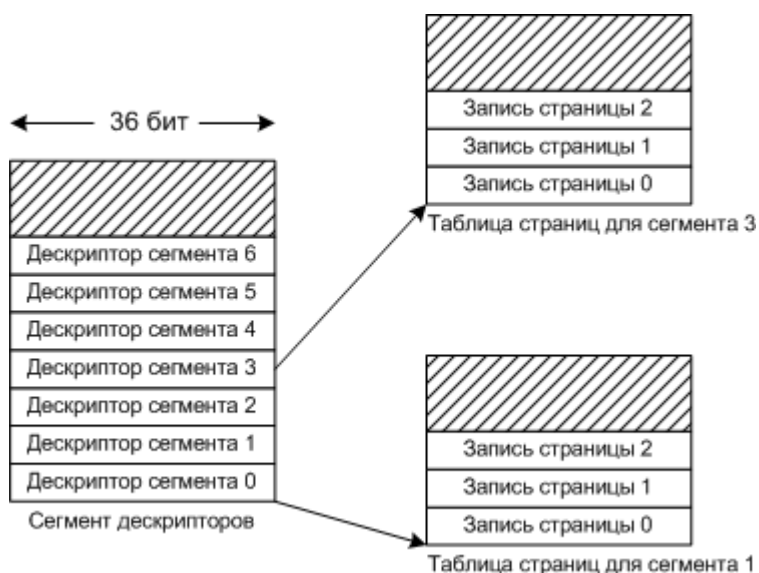 36 бит
Дескриптор сегмента 6
Дескриптор сегмента 5
Дескриптор сегмента 4
Дескриптор сегмента 3
Дескриптор сегмента 2
Дескриптор сегмента 1
Дескриптор сегмента 0
Сегмент дескрипторов
Запись страницы 2
Запись страницы 1
Запись страницы 0
Таблица страниц для сегмента 3
Запись страницы 2
Запись страницы 1
Запись страницы 0
Таблица страниц для сегмента 1